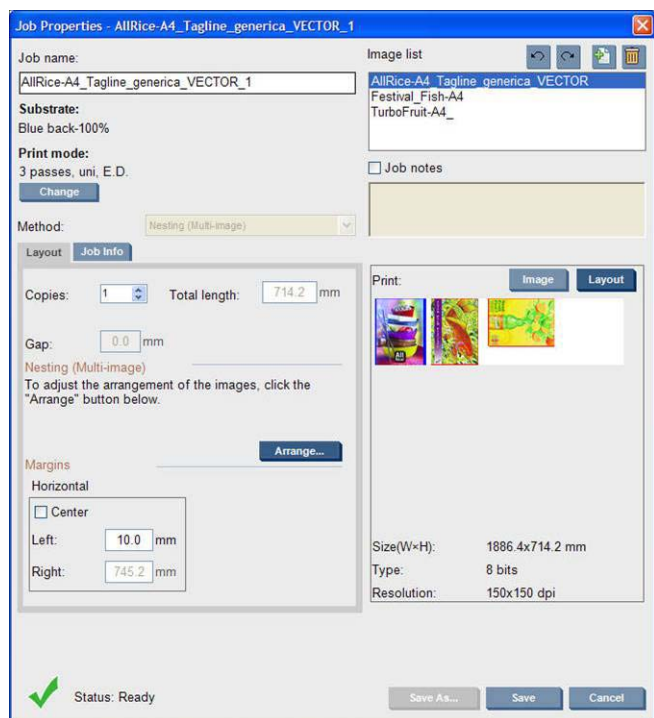 Job Properties - AllRice-A4_Tagline_generica_VECTOR_1
Job name:
AllRice-A4_Tagline_generica_VECTOR_1
Substrate:
Blue back-100%
Print mode:
3 passes, uni, E.D.
Change
Method:
Nesting (Multi-image)
Image list
AllRice-A4_Tagline_generica_VECTOR
Festival_Fish-A4
TurboFruit-A4_
Job notes
Layout
Job Info
Copies:
1
Total length:
714.2 mm
Gap:
0.0 mm
Nesting (Multi-image)
To adjust the arrangement of the images, click the
"Arrange" button below.
Arrange...
Margins
Horizontal
Center
Left:
10.0 mm
Right:
745.2 mm
Print:
Image
Layout
All
Size(W×H):
1886.4x714.2 mm
Type:
8 bits
Resolution:
150x150 dpi
Status: Ready
Save As...
Save
Cancel